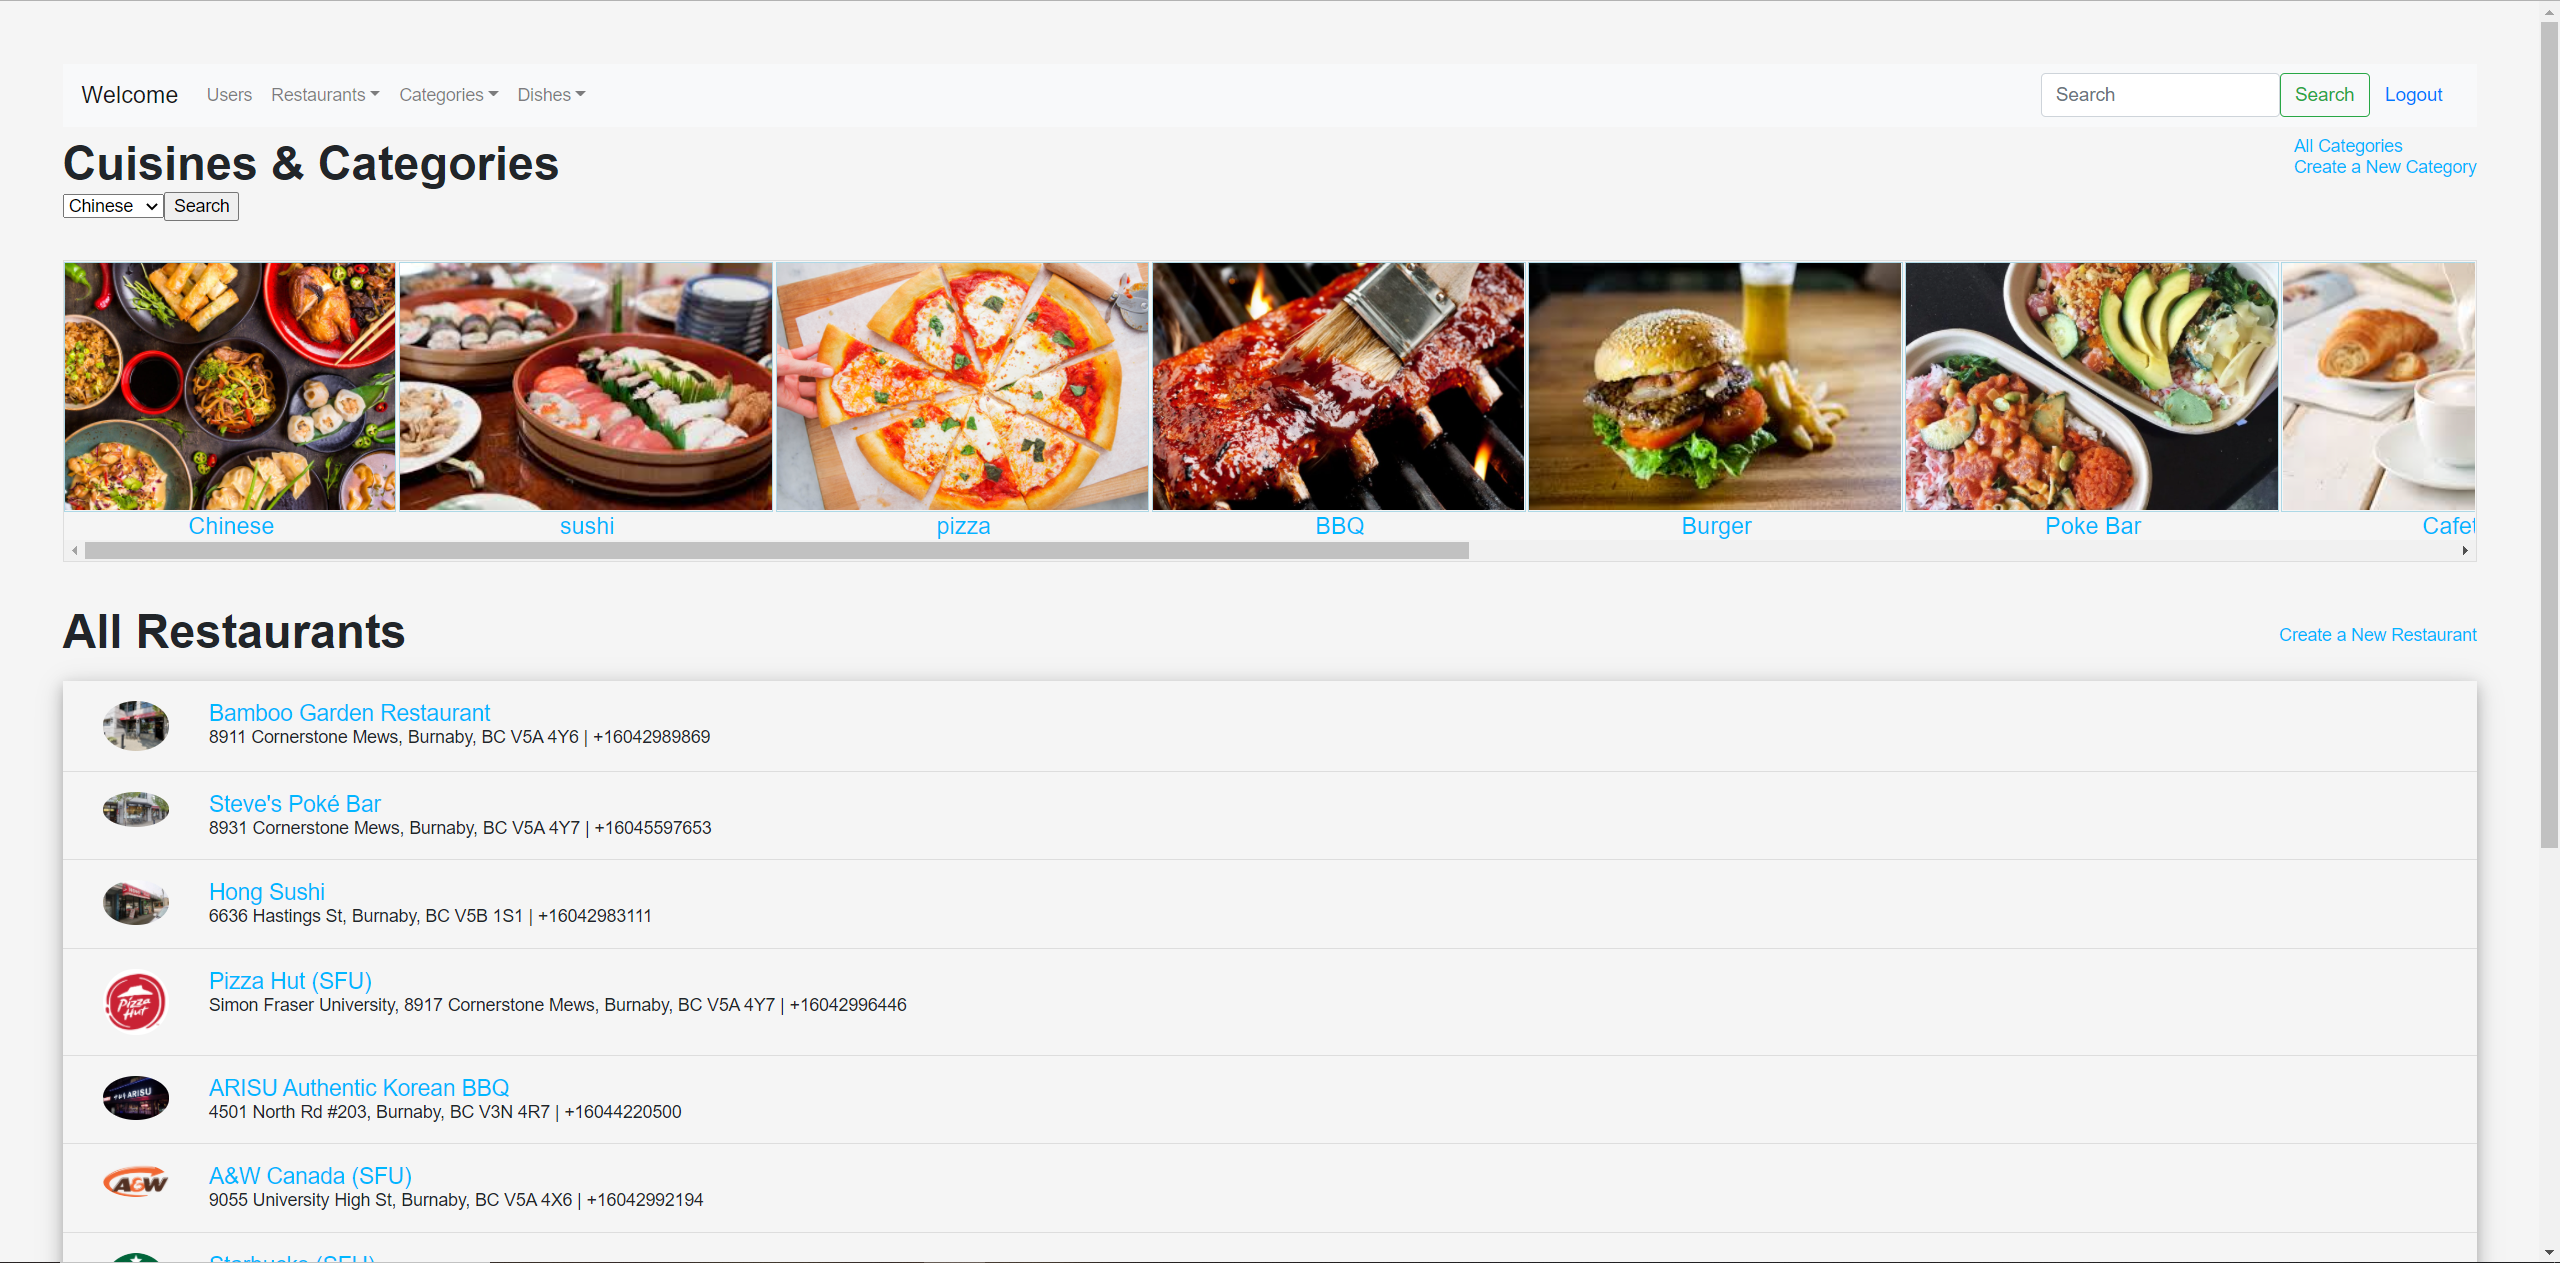 Welcome Users Restaurants Categories Dishes Search Search Logout
Cuisines & Categories
All Categories
Create a New Category
Chinese Search
Chinese sushi pizza BBQ Burger Poke Bar
All Restaurants
Create a New Restaurant
Bamboo Garden Restaurant
8911 Cornerstone Mews, Burnaby, BC V5A 4Y6 | +16042989869
Steve's Poké Bar
8931 Cornerstone Mews, Burnaby, BC V5A 4Y7 | +16045597653
Hong Sushi
6636 Hastings St, Burnaby, BC V5B 1S1 | +16042983111
Pizza Hut
Pizza Hut (SFU)
Simon Fraser University, 8917 Cornerstone Mews, Burnaby, BC V5A 4Y7 | +16042996446
ARISU
ARISU Authentic Korean BBQ
4501 North Rd #203, Burnaby, BC V3N 4R7 | +16044220500
A&W
A&W Canada (SFU)
9055 University High St, Burnaby, BC V5A 4X6 | +16042992194
Starbucks (SFU)